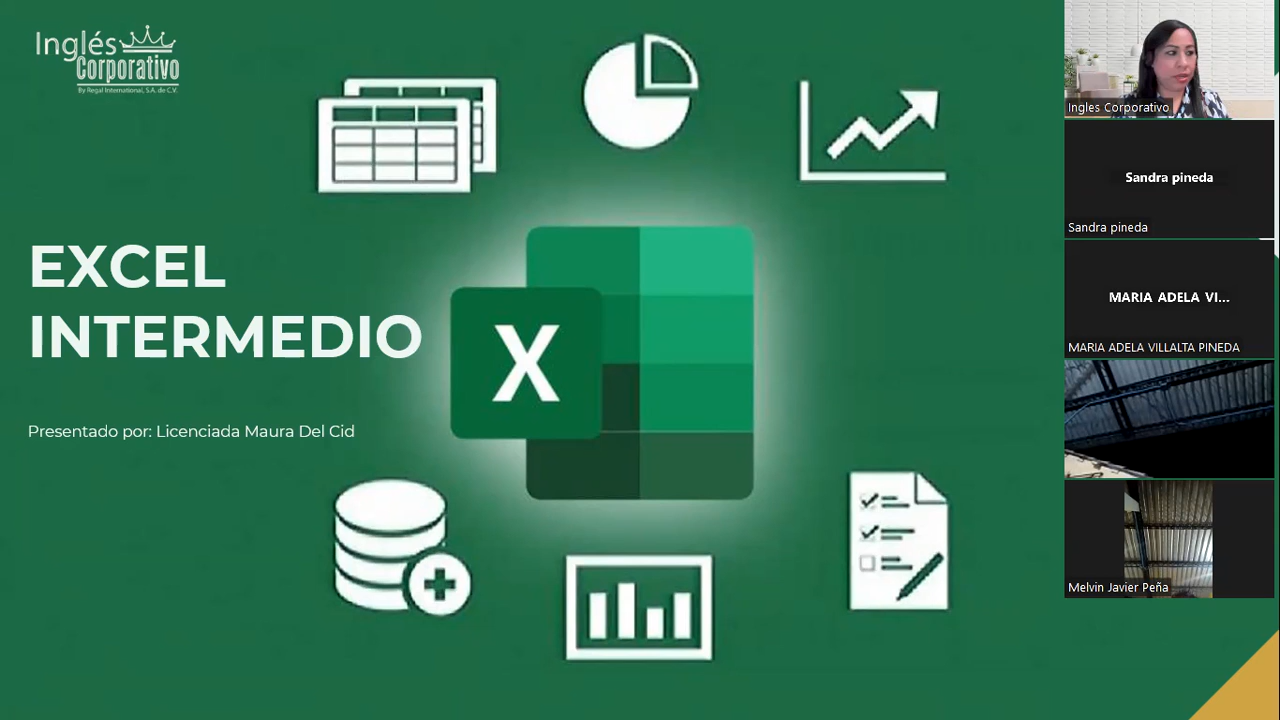 Inglés
Corporativo
By Regal International, S.A. de C.V.
EXCEL
INTERMEDIO
Presentado por: Licenciada Maura Del Cid
X
Ingles Corporativo
Sandra pineda
Sandra pineda
MARIA ADELA VI...
MARIA ADELA VILLALTA PINEDA
Melvin Javier Peña